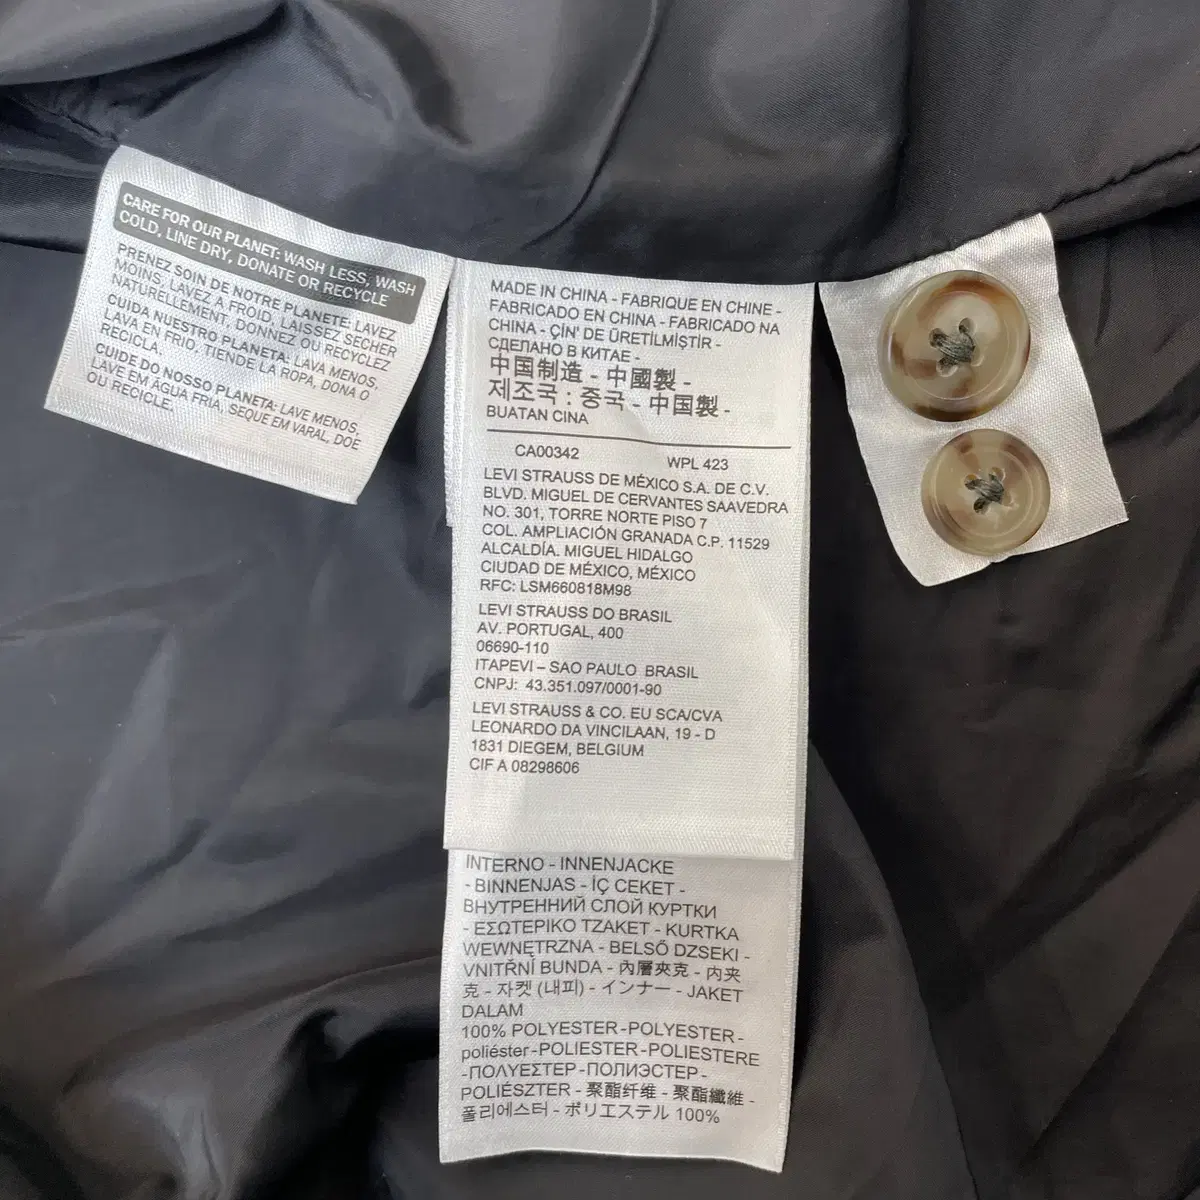 CARE FOR OUR PLANET: WASH LESS, WASH
COLD, LINE DRY, DONATE OR RECYCLE
PRENEZ SOIN DE NOTRE PLANETE: LAVEZ
MOINS, LAVEZ A FROID, LAISSEZ SECHER
NATURELLEMENT, DONNEZ OU RECYCLEZ
CUIDA NUESTRO PLANETA: LAVA MENOS,
LAVA EN FRIO, TIENDE LA ROPA, DONA O
RECICLA.
CUIDE DO NOSSO PLANETA: LAVE MENOS,
LAVE EM ÁGUA FRIA, SEQUE EM VARAL, DOE
OU RECICLE.
MADE IN CHINA - FABRIQUE EN CHINE -
FABRICADO EN CHINA - FABRICADO NA
CHINA - ÇİN' DE ÜRETİLMİŞTİR -
СДЕЛАНО В КИТАЕ -
中国制造 - 中國製 -
제조국 : 중국 - 中国製 -
BUATAN CINA
CA00342 WPL 423
LEVI STRAUSS DE MÉXICO S.A. DE C.V.
BLVD. MIGUEL DE CERVANTES SAAVEDRA
NO. 301, TORRE NORTE PISO 7
COL. AMPLIACIÓN GRANADA C.P. 11529
ALCALDÍA. MIGUEL HIDALGO
CIUDAD DE MÉXICO, MÉXICO
RFC: LSM660818M98
LEVI STRAUSS DO BRASIL
AV. PORTUGAL, 400
06690-110
ITAPEVI – SAO PAULO BRASIL
CNPJ: 43.351.097/0001-90
LEVI STRAUSS & CO. EU SCA/CVA
LEONARDO DA VINCILAAN, 19 - D
1831 DIEGEM, BELGIUM
CIF A 08298606
INTERNO - INNENJACKE
- BINNENJAS - İÇ CEKET -
ВНУТРЕННИЙ СЛОЙ КУРТКИ
- ΕΣΩΤΕΡΙΚΟ ΤΖΑΚΕΤ - KURTKA
WEWNĘTRZNA - BELSŐ DZSEKI -
VNITŘNÍ BUNDA - 內層夾克 - 内夹
克 - 자켓 (내피) - インナー - JAKET
DALAM
100% POLYESTER-POLYESTER-
poliéster-POLIESTER-POLIESTERE
-ΠΟΛΥΕΣΤΕΡ-ПОЛИЭСТЕР-
POLIÉSZTER - 聚酯纤维 - 聚酯纖維 -
폴리에스터 - ポリエステル 100%